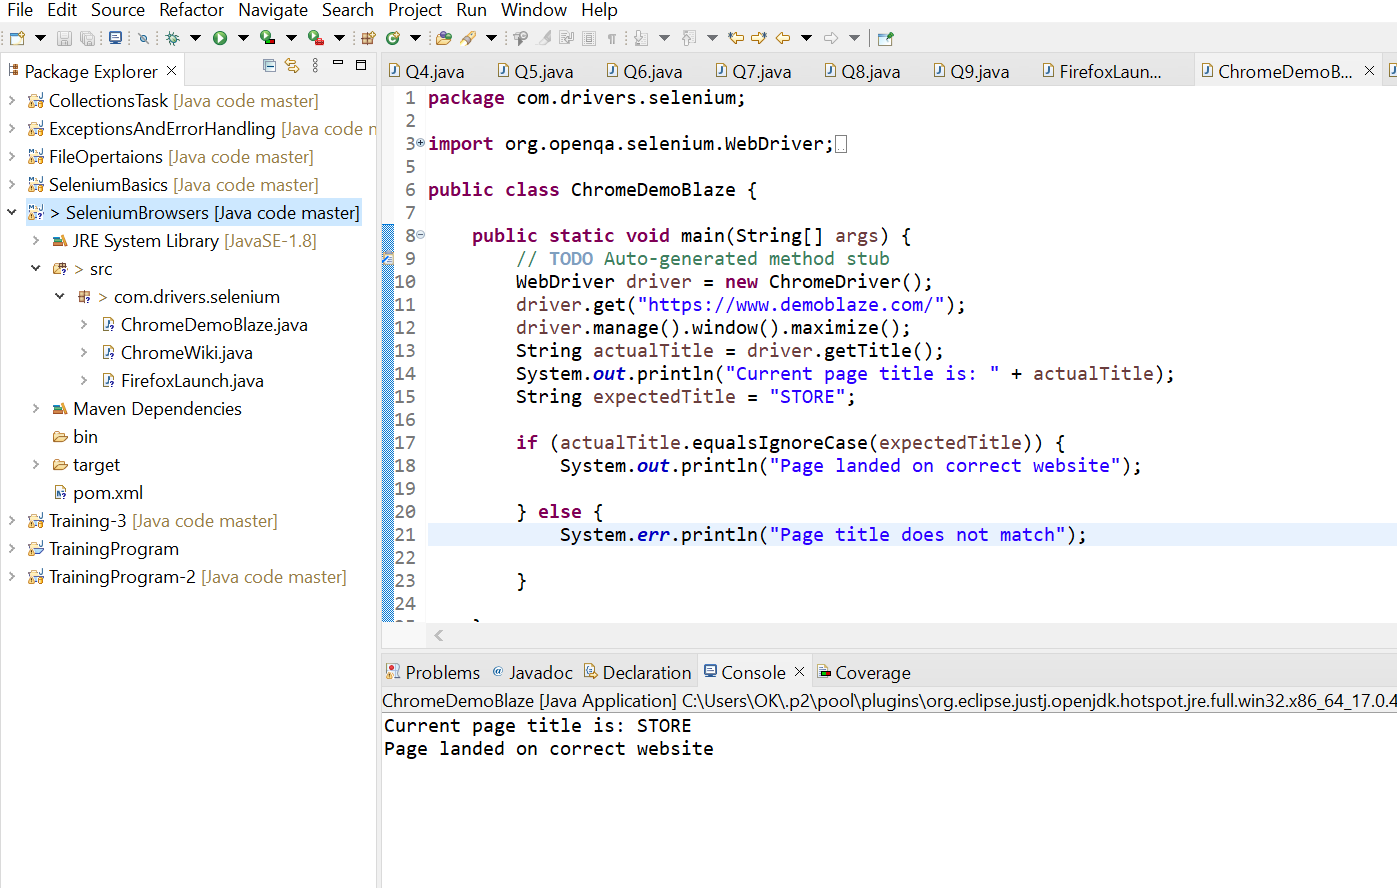 File Edit Source Refactor Navigate Search Project Run Window Help
Package Explorer
CollectionsTask [Java code master]
ExceptionsAndErrorHandling [Java code
FileOpertaions [Java code master]
SeleniumBasics [Java code master]
> SeleniumBrowsers [Java code master]
JRE System Library [JavaSE-1.8]
> src
> com.drivers.selenium
ChromeDemoBlaze.java
ChromeWiki.java
FirefoxLaunch.java
Maven Dependencies
bin
target
pom.xml
Training-3 [Java code master]
TrainingProgram
TrainingProgram-2 [Java code master]
Q4.java Q5.java Q6.java Q7.java Q8.java Q9.java FirefoxLaun... ChromeDemoB...
1 package com.drivers.selenium;
2
3 import org.openqa.selenium.WebDriver;
5
6 public class ChromeDemoBlaze {
7
8 public static void main(String[] args) {
9 // TODO Auto-generated method stub
10 WebDriver driver = new ChromeDriver();
11 driver.get("https://www.demoblaze.com/");
12 driver.manage().window().maximize();
13 String actualTitle = driver.getTitle();
14 System.out.println("Current page title is: " + actualTitle);
15 String expectedTitle = "STORE";
16
17 if (actualTitle.equalsIgnoreCase(expectedTitle)) {
18 System.out.println("Page landed on correct website");
19
20 } else {
21 System.err.println("Page title does not match");
22
23 }
24
Problems @ Javadoc Declaration Console Coverage
ChromeDemoBlaze [Java Application] C:\Users\OK\.p2\pool\plugins\org.eclipse.justj.openjdk.hotspot.jre.full.win32.x86_64_17.0.4
Current page title is: STORE
Page landed on correct website